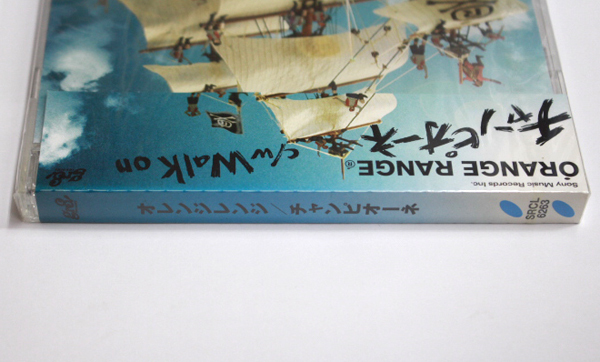 チャンピオーネ
ORANGE RANGE®
c/w Walk on
Sony Music Records Inc.
オレンジレンジ／チャンピオーネ
SRCL
6263